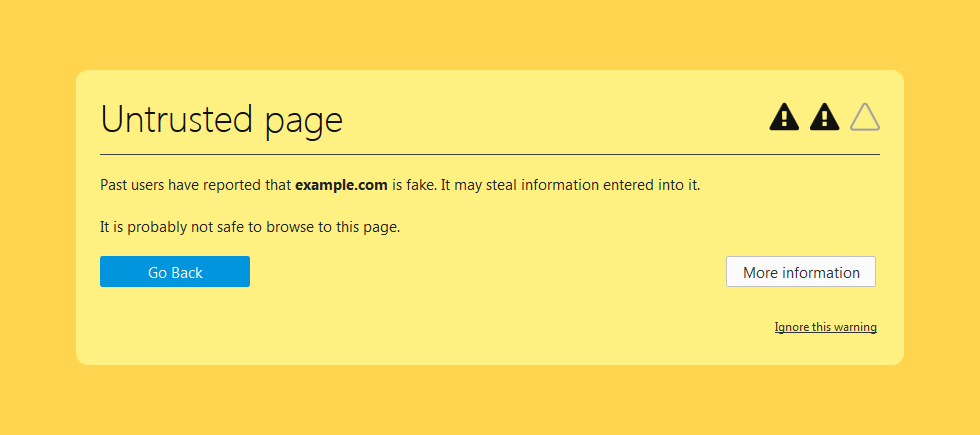 Untrusted page
Past users have reported that example.com is fake. It may steal information entered into it.
It is probably not safe to browse to this page.
Go Back
More information
Ignore this warning